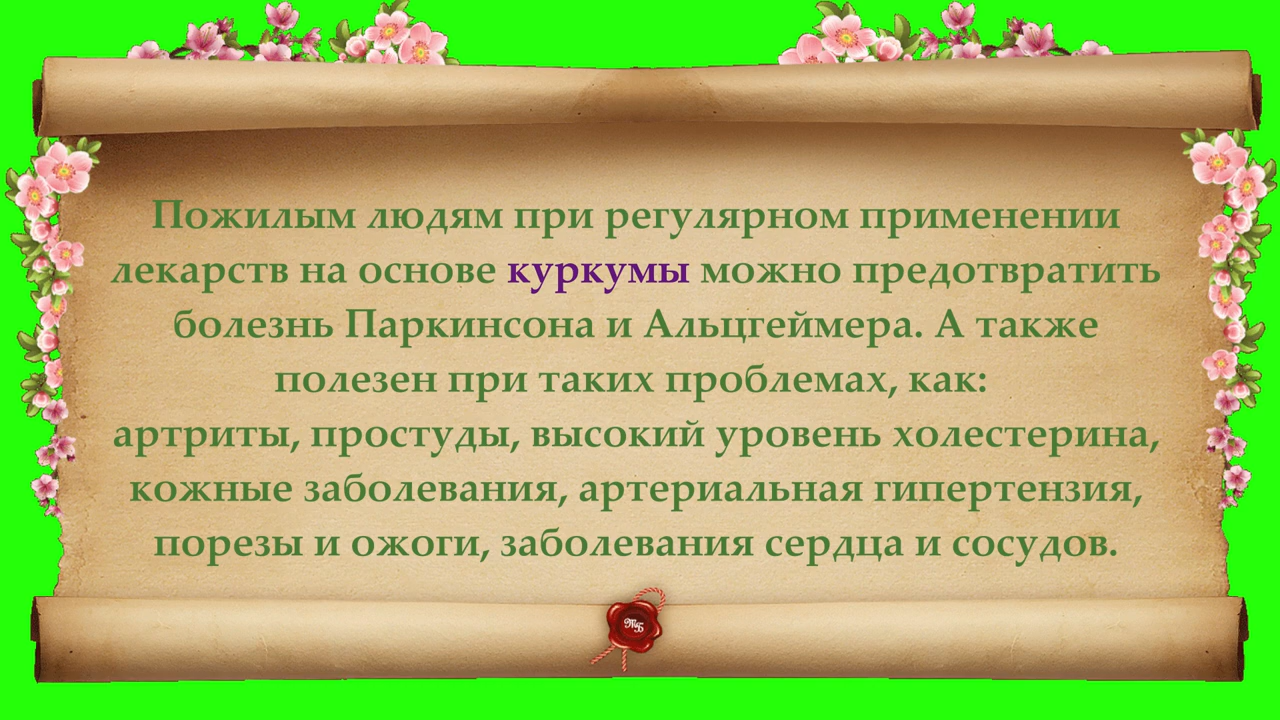 Пожилым людям при регулярном применении
лекарств на основе куркумы можно предотвратить
болезнь Паркинсона и Альцгеймера. А также
полезен при таких проблемах, как:
артриты, простуды, высокий уровень холестерина,
кожные заболевания, артериальная гипертензия,
порезы и ожоги, заболевания сердца и сосудов.